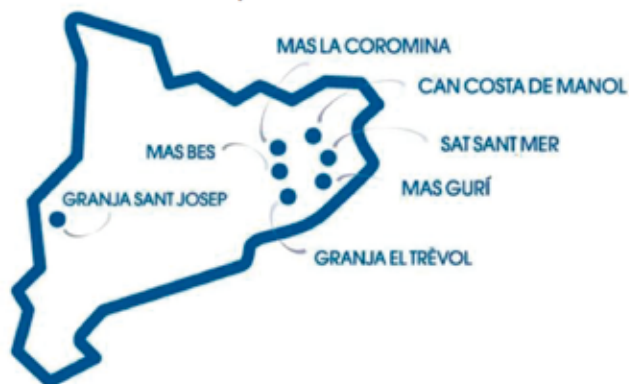 MAS LA COROMINA
CAN COSTA DE MANOL
SAT SANT MER
MAS BES
MAS GURÍ
GRANJA SANT JOSEP
GRANJA EL TRÊVOL